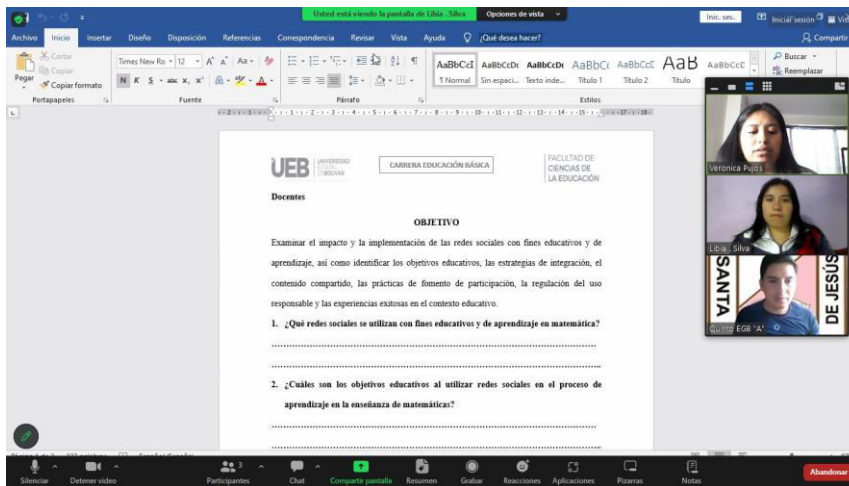 Usted está viendo la pantalla de Libia . Silva
Opciones de vista
Inic. ses.
Iniciar sesión
Archivo Inicio Insertar Diseño Disposición Referencias Correspondencia Revisar Vista Ayuda ¿Qué desea hacer?
Pegar
Cortar
Copiar
Copiar formato
Portapapeles
Times New Ro 12
N K S abc x, x²
Fuente
Párrafo
AaBbCcI AaBbCcDc AaBbCcDc AaBbCc AaBbCcE AaB AaBbCcE
¶ Normal Sin espaci... Texto inde... Título 1 Título 2 Título
Estilos
Buscar
Reemplazar
UEB
UNIVERSIDAD
ESTATAL
DE BOLÍVAR
CARRERA EDUCACIÓN BÁSICA
FACULTAD DE
CIENCIAS DE
LA EDUCACIÓN
Docentes
OBJETIVO
Examinar el impacto y la implementación de las redes sociales con fines educativos y de
aprendizaje, así como identificar los objetivos educativos, las estrategias de integración, el
contenido compartido, las prácticas de fomento de participación, la regulación del uso
responsable y las experiencias exitosas en el contexto educativo.
1. ¿Qué redes sociales se utilizan con fines educativos y de aprendizaje en matemática?
2. ¿Cuáles son los objetivos educativos al utilizar redes sociales en el proceso de
aprendizaje en la enseñanza de matemáticas?
Veronica Pujos
Libia . Silva
SANTA
DE JESÚS
Quinto EGB "A"
Silenciar Detener video Participantes 3 Chat Compartir pantalla Resumen Grabar Reacciones Aplicaciones Pizarras Notas Abandonar